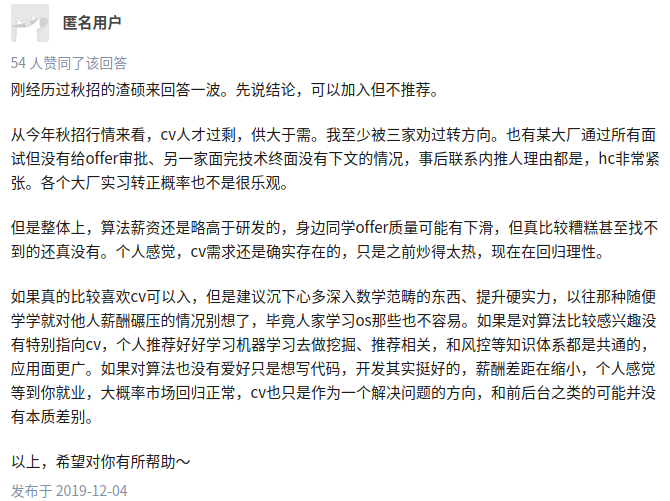 匿名用户
54 人赞同了该回答
刚经历过秋招的渣硕来回答一波。先说结论，可以加入但不推荐。
从今年秋招行情来看，cv人才过剩，供大于需。我至少被三家劝过转方向。也有某大厂通过所有面
试但没有给offer审批、另一家面完技术终面没有下文的情况，事后联系内推人理由都是，hc非常紧
张。各个大厂实习转正概率也不是很乐观。
但是整体上，算法薪资还是略高于研发的，身边同学offer质量可能有下滑，但真比较糟糕甚至找不
到的还真没有。个人感觉，cv需求还是确实存在的，只是之前炒得太热，现在在回归理性。
如果真的比较喜欢cv可以入，但是建议沉下心多深入数学范畴的东西、提升硬实力，以往那种随便
学学就对他人薪酬碾压的情况别想了，毕竟人家学习os那些也不容易。如果是对算法比较感兴趣没
有特别指向cv，个人推荐好好学习机器学习去做挖掘、推荐相关，和风控等知识体系都是共通的，
应用面更广。如果对算法也没有爱好只是想写代码，开发其实挺好的，薪酬差距在缩小，个人感觉
等到你就业，大概率市场回归正常，cv也只是作为一个解决问题的方向，和前后台之类的可能并没
有本质差别。
以上，希望对你有所帮助～
发布于 2019-12-04